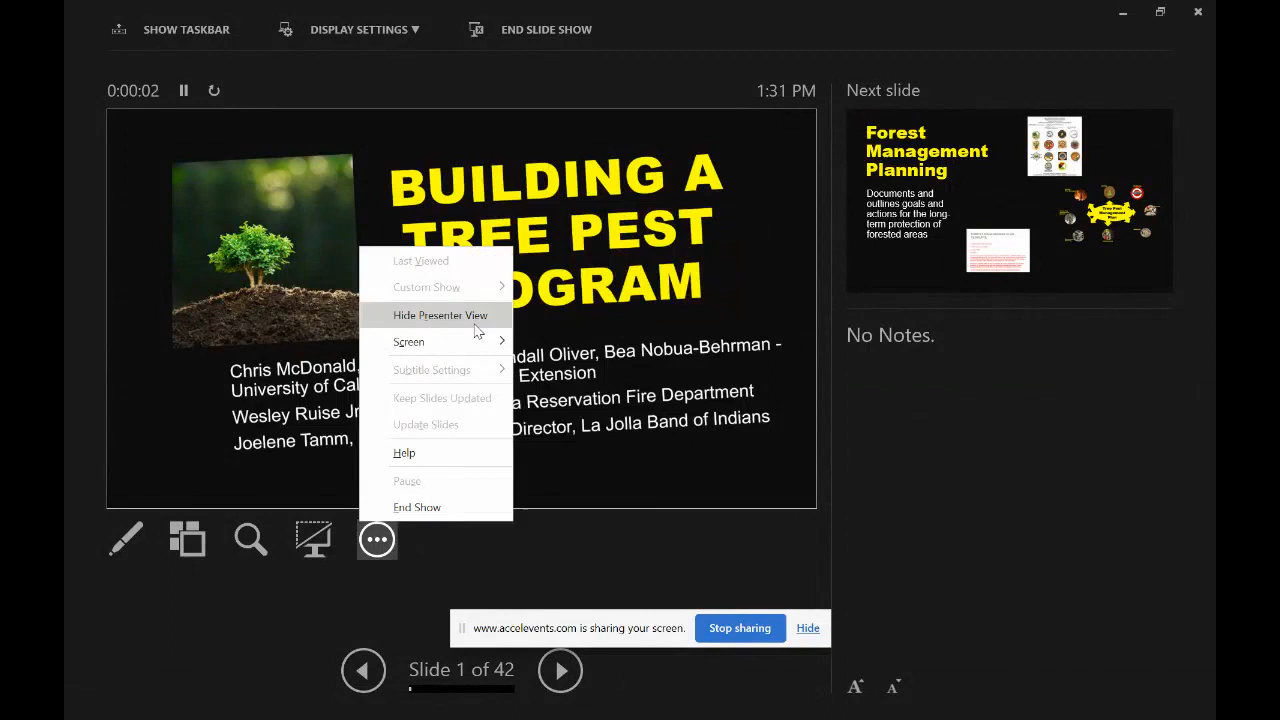 SHOW TASKBAR
DISPLAY SETTINGS ▼
END SLIDE SHOW
0:00:02
1:31 PM
BUILDING A
TREE PEST
OGRAM
Chris McDonald,
ndall Oliver, Bea Nobua-Behrman -
University of Cal
Extension
Wesley Ruise Jr
a Reservation Fire Department
Joelene Tamm,
Director, La Jolla Band of Indians
Last Viewed
Custom Show
Hide Presenter View
Screen
Subtitle Settings
Keep Slides Updated
Update Slides
Help
Pause
End Show
www.accelevents.com is sharing your screen.
Stop sharing
Hide
Slide 1 of 42
Next slide
Forest
Management
Planning
Documents and
outlines goals and
actions for the long-
term protection of
forested areas
Tree Pest
Management
Plan
No Notes.
A
A